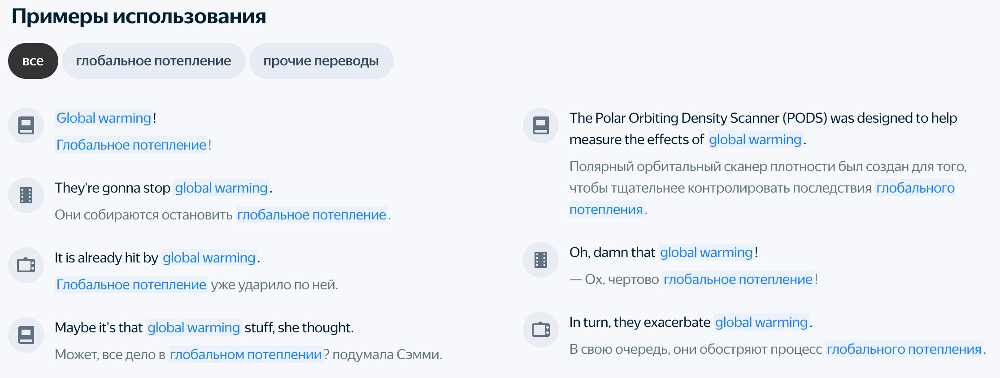 Примеры использования
все
глобальное потепление
прочие переводы
Global warming!
Глобальное потепление!
They're gonna stop global warming.
Они собираются остановить глобальное потепление.
It is already hit by global warming.
Глобальное потепление уже ударило по ней.
Maybe it's that global warming stuff, she thought.
Может, все дело в глобальном потеплении? подумала Сэмми.
The Polar Orbiting Density Scanner (PODS) was designed to help
measure the effects of global warming.
Полярный орбитальный сканер плотности был создан для того,
чтобы тщательнее контролировать последствия глобального
потепления.
Oh, damn that global warming!
— Ох, чертово глобальное потепление!
In turn, they exacerbate global warming.
В свою очередь, они обостряют процесс глобального потепления.